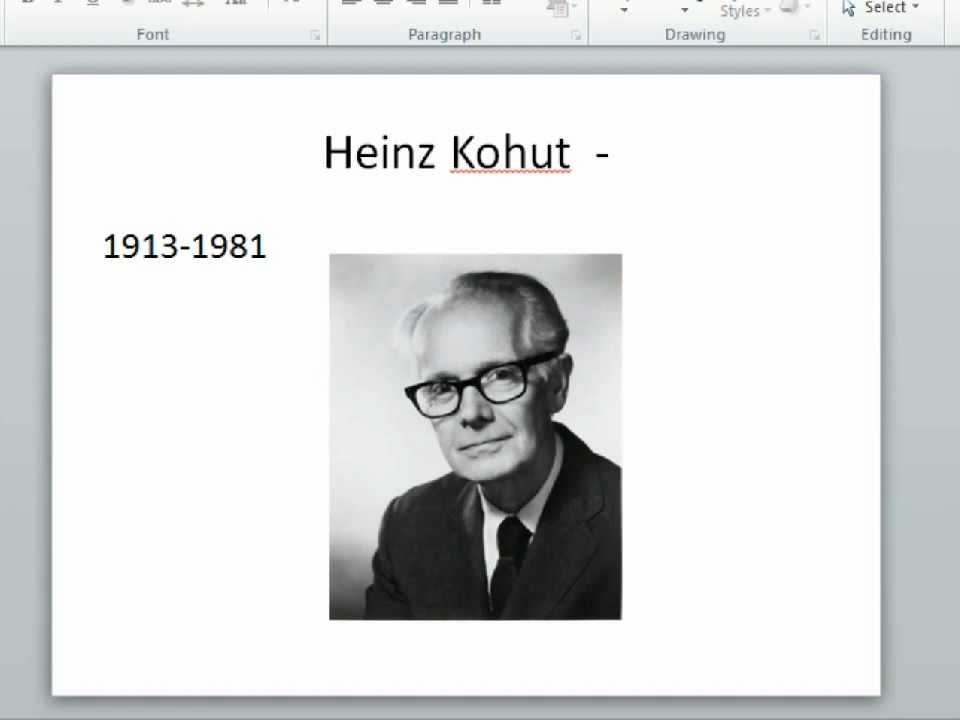 Styles
Select
Font
Paragraph
Drawing
Editing
Heinz Kohut -
1913-1981